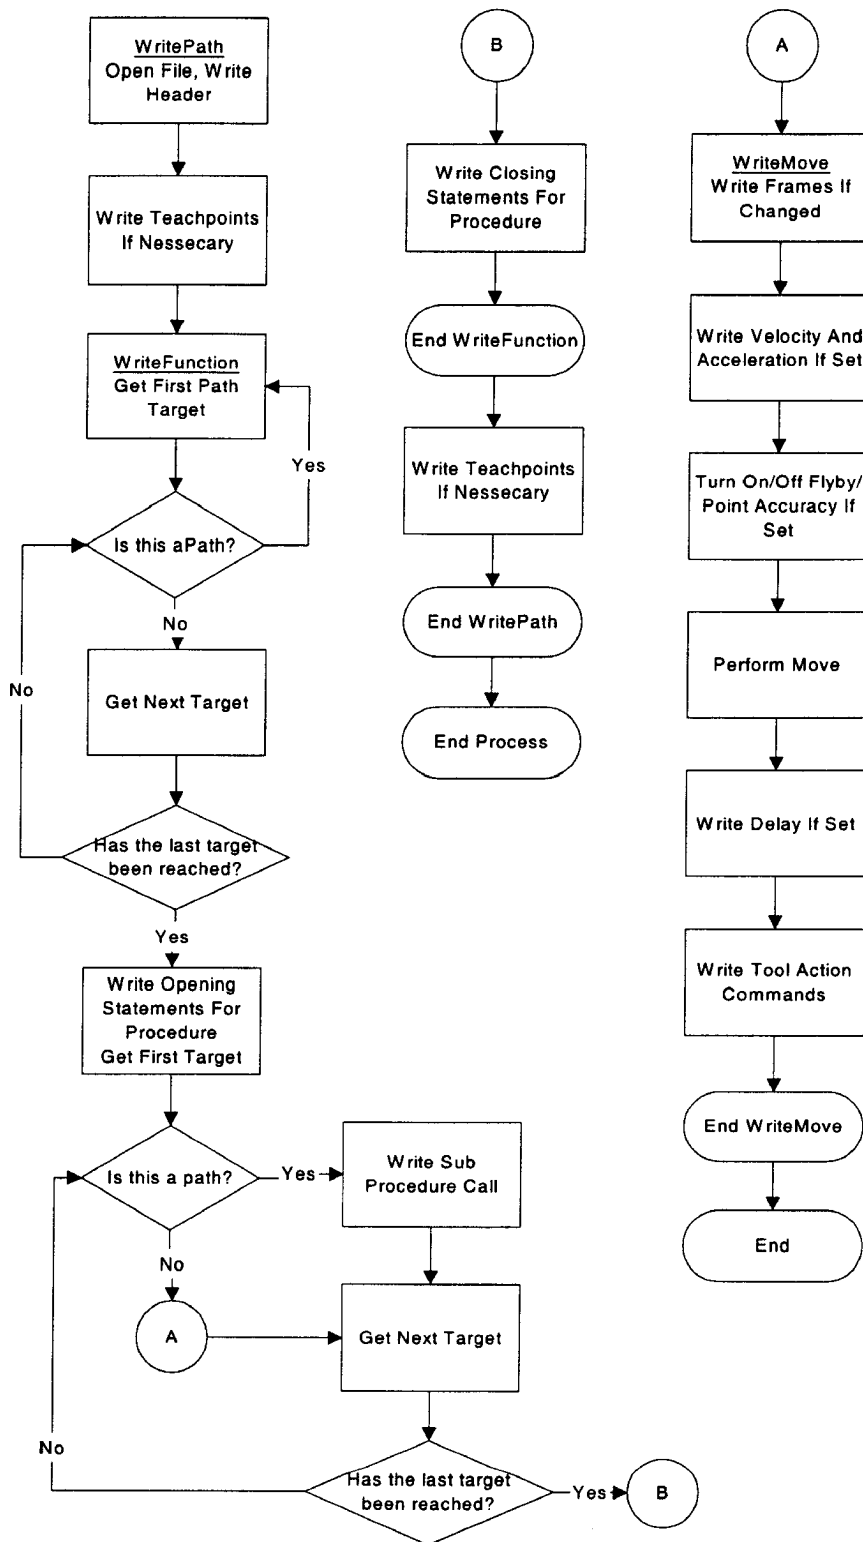 WritePath
Open File, Write
Header
Write Teachpoints
If Nessecary
WriteFunction
Get First Path
Target
Yes
Is this aPath?
No
No
Get Next Target
Has the last target
been reached?
Yes
Write Opening
Statements For
Procedure
Get First Target
Is this a path?
Yes
Write Sub
Procedure Call
No
A
Get Next Target
No
Has the last target
been reached?
Yes
B
B
Write Closing
Statements For
Procedure
End WriteFunction
Write Teachpoints
If Nessecary
End WritePath
End Process
A
WriteMove
Write Frames If
Changed
Write Velocity And
Acceleration If Set
Turn On/Off Flyby/
Point Accuracy If
Set
Perform Move
Write Delay If Set
Write Tool Action
Commands
End WriteMove
End